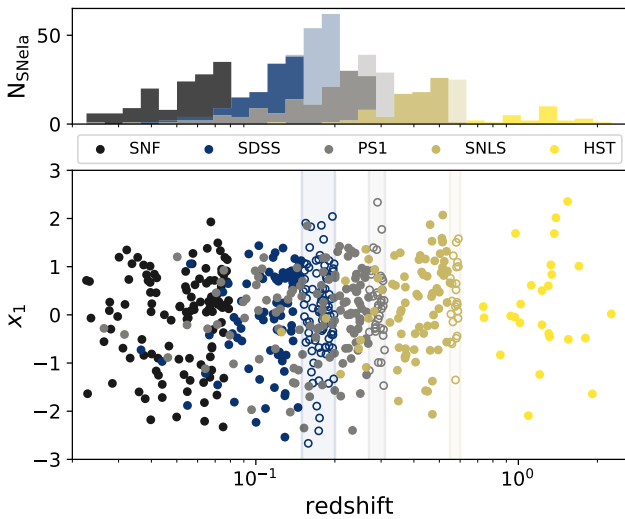 50
0
N_SNeIa
SNF SDSS PS1 SNLS HST
3
2
1
0
−1
−2
−3
x_1
10^−1 10^0
redshift